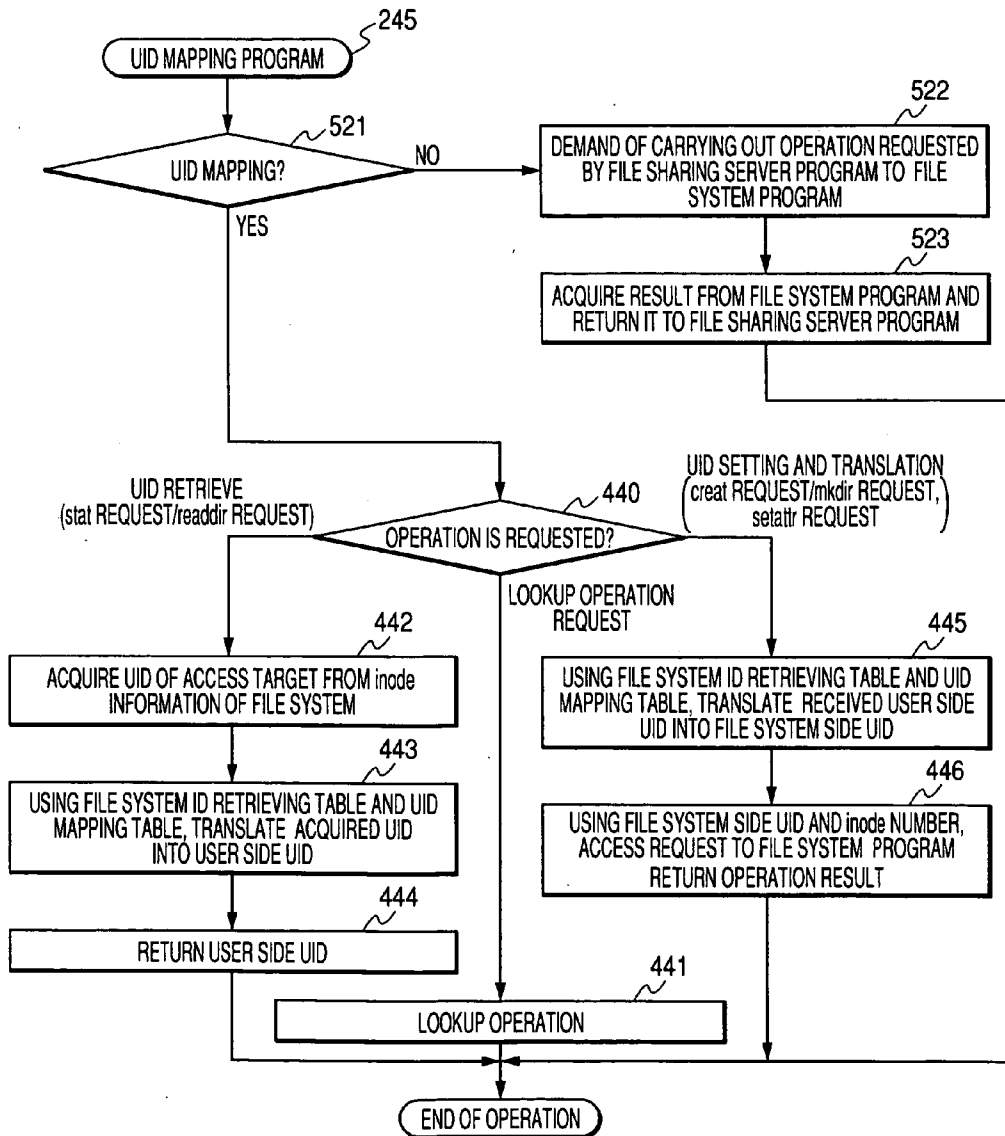 245
UID MAPPING PROGRAM
521
UID MAPPING?
NO
YES
522
DEMAND OF CARRYING OUT OPERATION REQUESTED
BY FILE SHARING SERVER PROGRAM TO FILE
SYSTEM PROGRAM
523
ACQUIRE RESULT FROM FILE SYSTEM PROGRAM AND
RETURN IT TO FILE SHARING SERVER PROGRAM
UID RETRIEVE
(stat REQUEST/readdir REQUEST)
440
OPERATION IS REQUESTED?
UID SETTING AND TRANSLATION
(creat REQUEST/mkdir REQUEST,
setattr REQUEST)
LOOKUP OPERATION
REQUEST
442
ACQUIRE UID OF ACCESS TARGET FROM inode
INFORMATION OF FILE SYSTEM
443
USING FILE SYSTEM ID RETRIEVING TABLE AND UID
MAPPING TABLE, TRANSLATE ACQUIRED UID
INTO USER SIDE UID
444
RETURN USER SIDE UID
445
USING FILE SYSTEM ID RETRIEVING TABLE AND UID
MAPPING TABLE, TRANSLATE RECEIVED USER SIDE
UID INTO FILE SYSTEM SIDE UID
446
USING FILE SYSTEM SIDE UID AND inode NUMBER,
ACCESS REQUEST TO FILE SYSTEM PROGRAM
RETURN OPERATION RESULT
441
LOOKUP OPERATION
END OF OPERATION